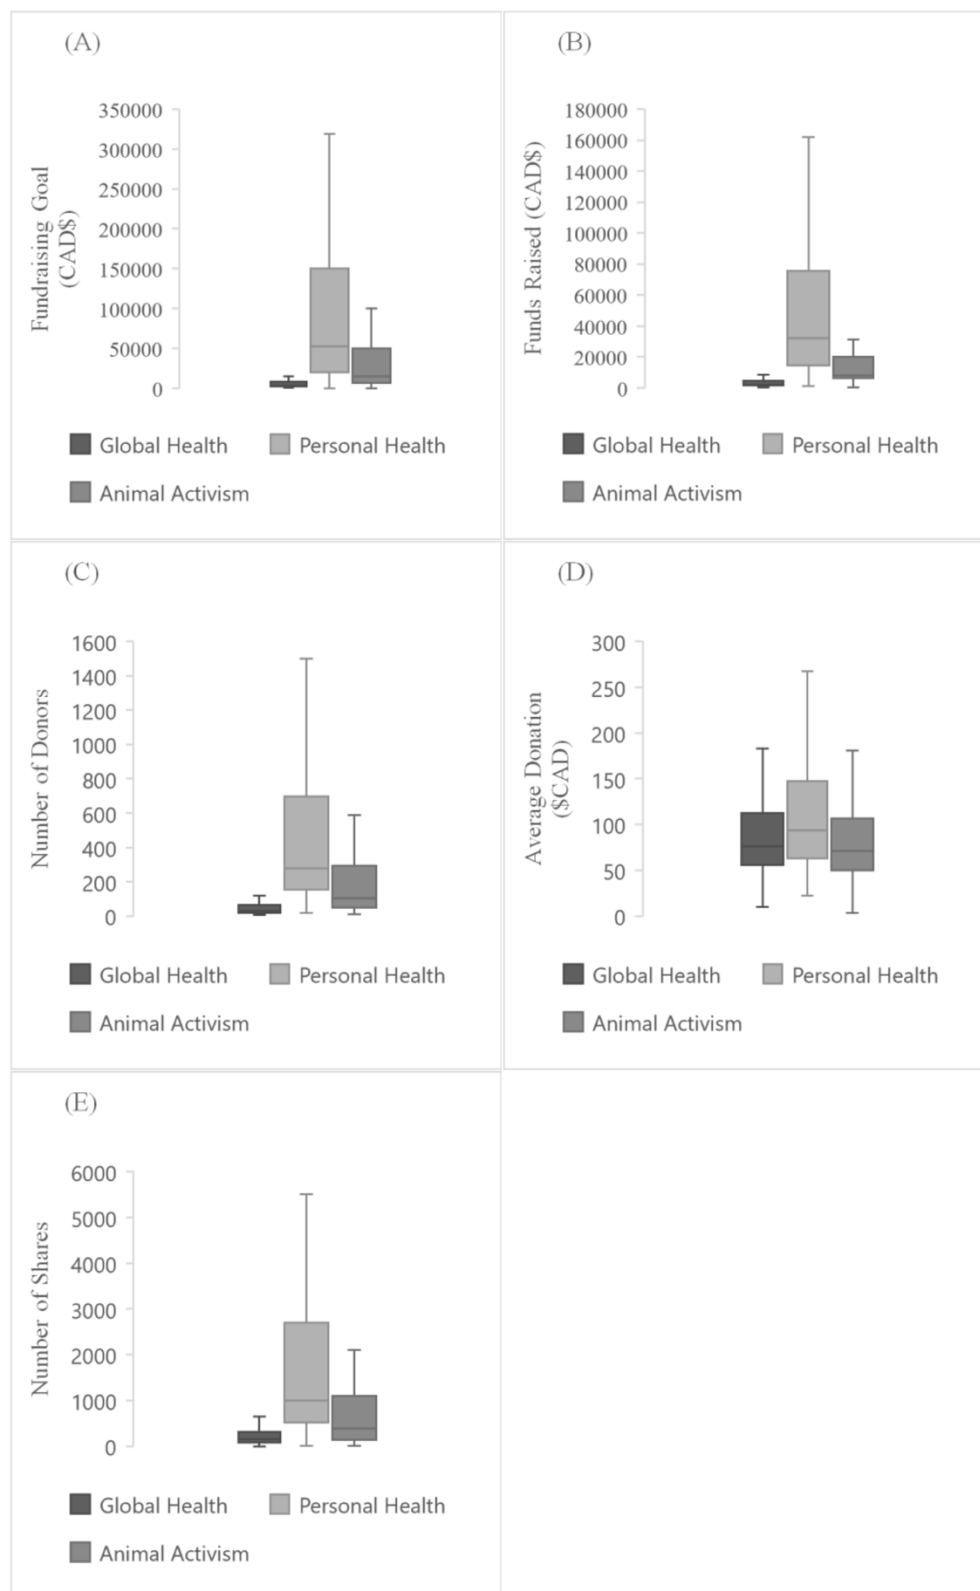 (A)
Fundraising Goal
(CAD$)
350000
300000
250000
200000
150000
100000
50000
0
Global Health
Personal Health
Animal Activism
(B)
Funds Raised (CAD$)
180000
160000
140000
120000
100000
80000
60000
40000
20000
0
Global Health
Personal Health
Animal Activism
(C)
Number of Donors
1600
1400
1200
1000
800
600
400
200
0
Global Health
Personal Health
Animal Activism
(D)
Average Donation
($CAD)
300
250
200
150
100
50
0
Global Health
Personal Health
Animal Activism
(E)
Number of Shares
6000
5000
4000
3000
2000
1000
0
Global Health
Personal Health
Animal Activism